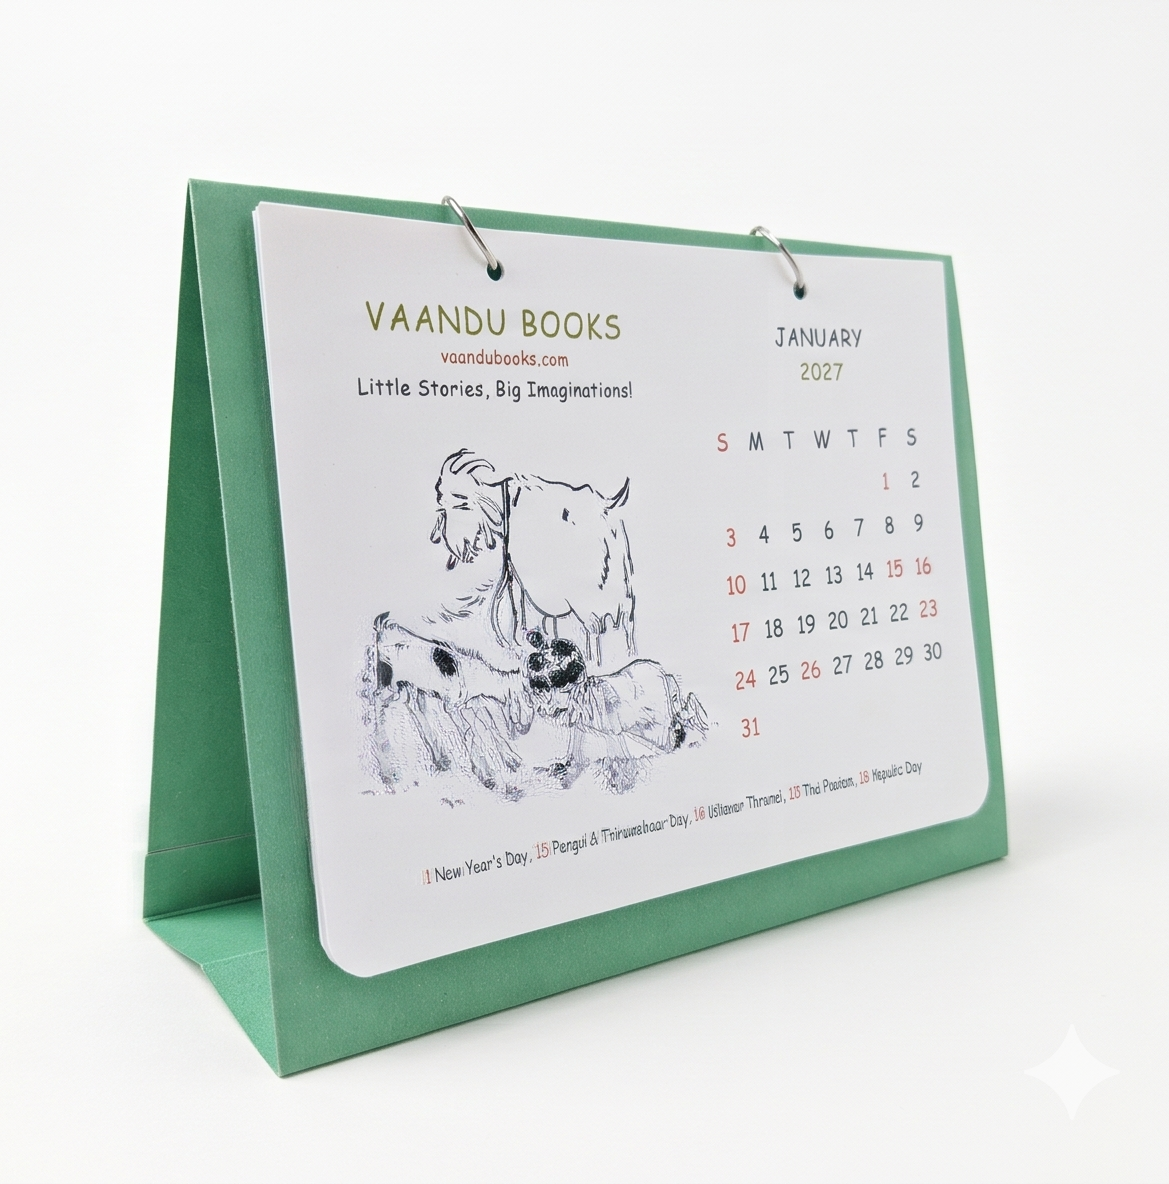 VAANDU BOOKS
vaandubooks.com
Little Stories, Big Imaginations!
JANUARY
2027
S M T W T F S
1 2
3 4 5 6 7 8 9
10 11 12 13 14 15 16
17 18 19 20 21 22 23
24 25 26 27 28 29 30
31
1 New Year's Day, 15 & Day, 16 15 18 Day